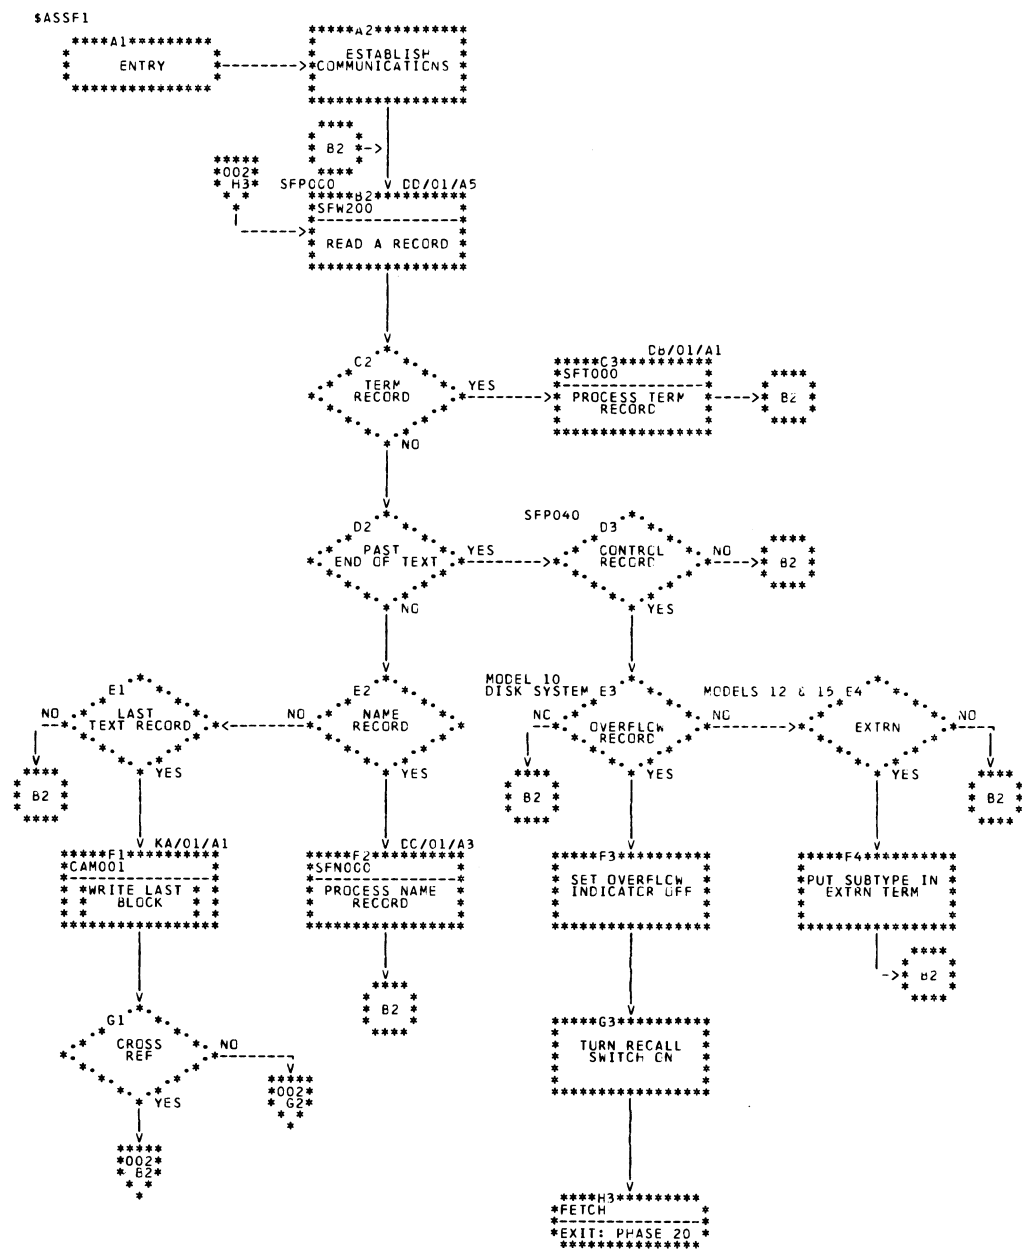 $ASSF1
A1
ENTRY
A2
ESTABLISH
COMMUNICATIONS
B2
002
H3
SFP000
DD/01/A5
B2
SFW200
READ A RECORD
C2
TERM
RECORD
YES
NO
DB/01/A1
C3
SFT000
PROCESS TERM
RECORD
B2
D2
PAST
END OF TEXT
YES
NO
SFP040
D3
CONTROL
RECORD
NO
B2
YES
E1
LAST
TEXT RECORD
NO
B2
YES
E2
NAME
RECORD
NO
YES
MODEL 10
DISK SYSTEM
E3
OVERFLOW
RECORD
NO
B2
NO
YES
MODELS 12 & 15
E4
EXTRN
NO
B2
YES
KA/01/A1
F1
CAM001
WRITE LAST
BLOCK
DC/01/A3
F2
SFN000
PROCESS NAME
RECORD
B2
F3
SET OVERFLOW
INDICATOR OFF
F4
PUT SUBTYPE IN
EXTRN TERM
B2
G1
CROSS
REF
NO
002
G2
YES
002
B2
G3
TURN RECALL
SWITCH ON
H3
FETCH
EXIT: PHASE 20